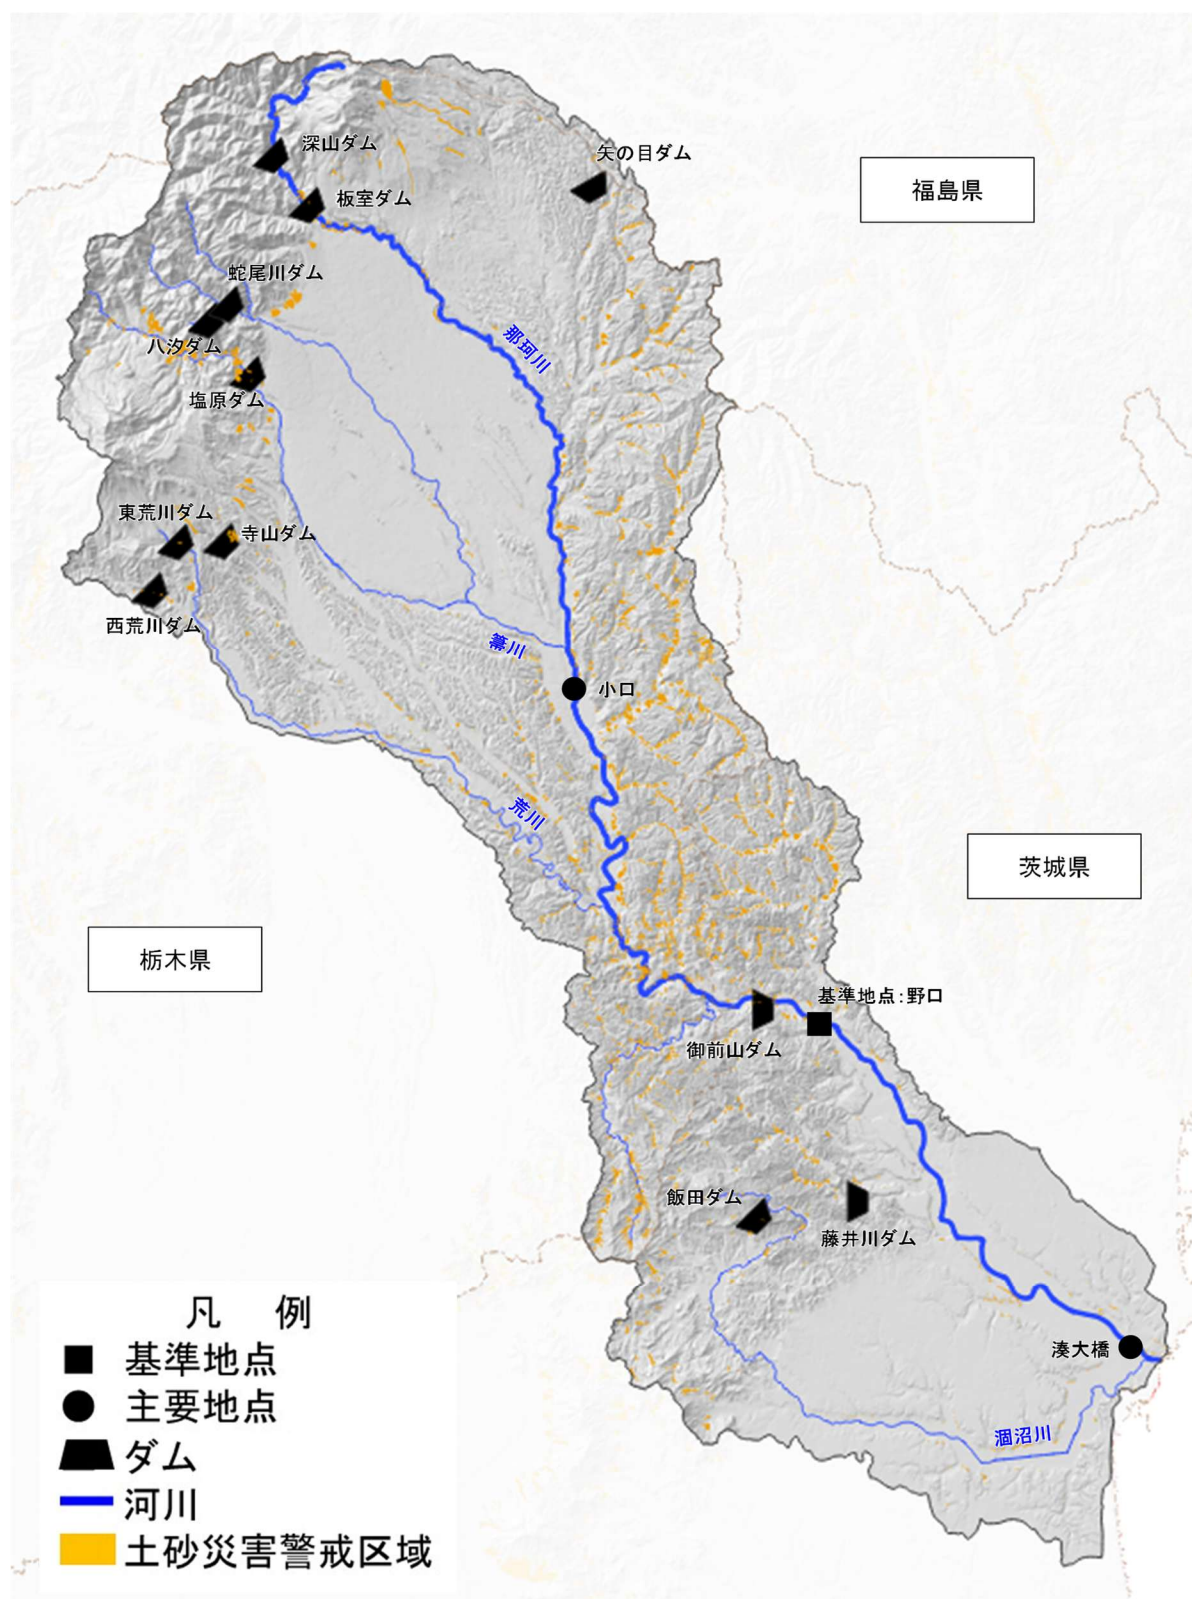 深山ダム
矢の目ダム
福島県
板室ダム
蛇尾川ダム
那珂川
八汐ダム
塩原ダム
東荒川ダム
寺山ダム
西荒川ダム
箒川
小口
荒川
茨城県
栃木県
基準地点:野口
御前山ダム
飯田ダム
藤井川ダム
湊大橋
涸沼川
凡 例
基準地点
主要地点
ダム
河川
土砂災害警戒区域